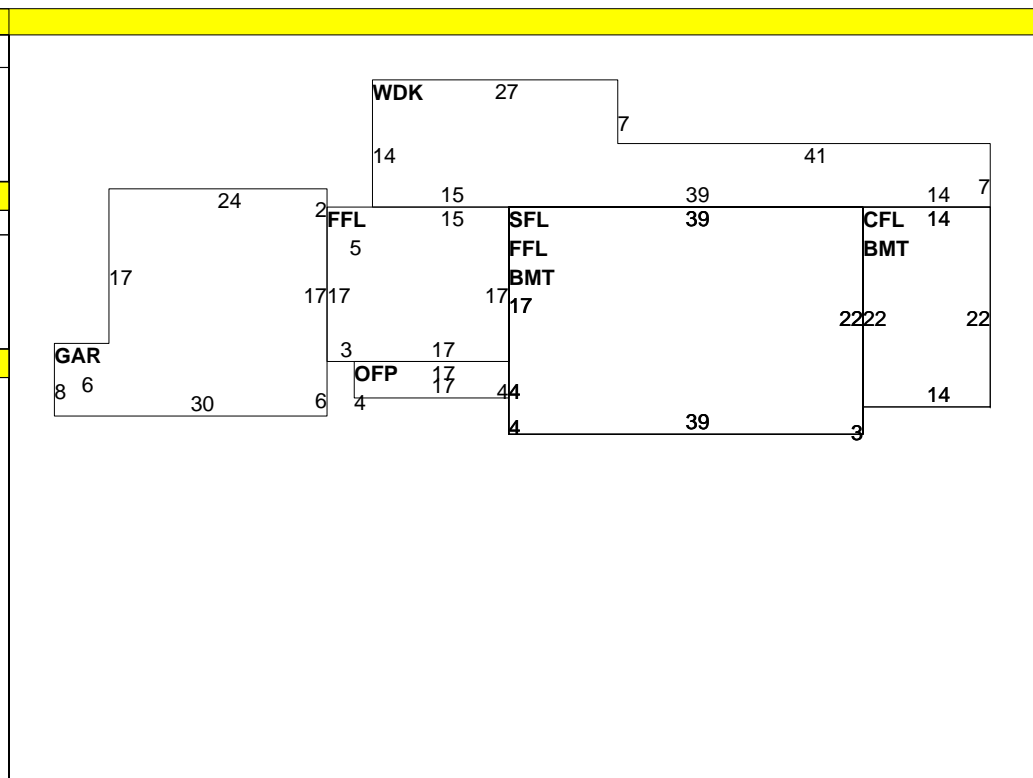 WDK 27
7
14 41
15 39 14 7
24 2 FFL 15 SFL 39 CFL 14
5 FFL BMT
17 BMT
17 17 17 17
22 22 22
3 17
GAR OFP 17
8 6 17 4 4
30 6 4 14
4 39 3